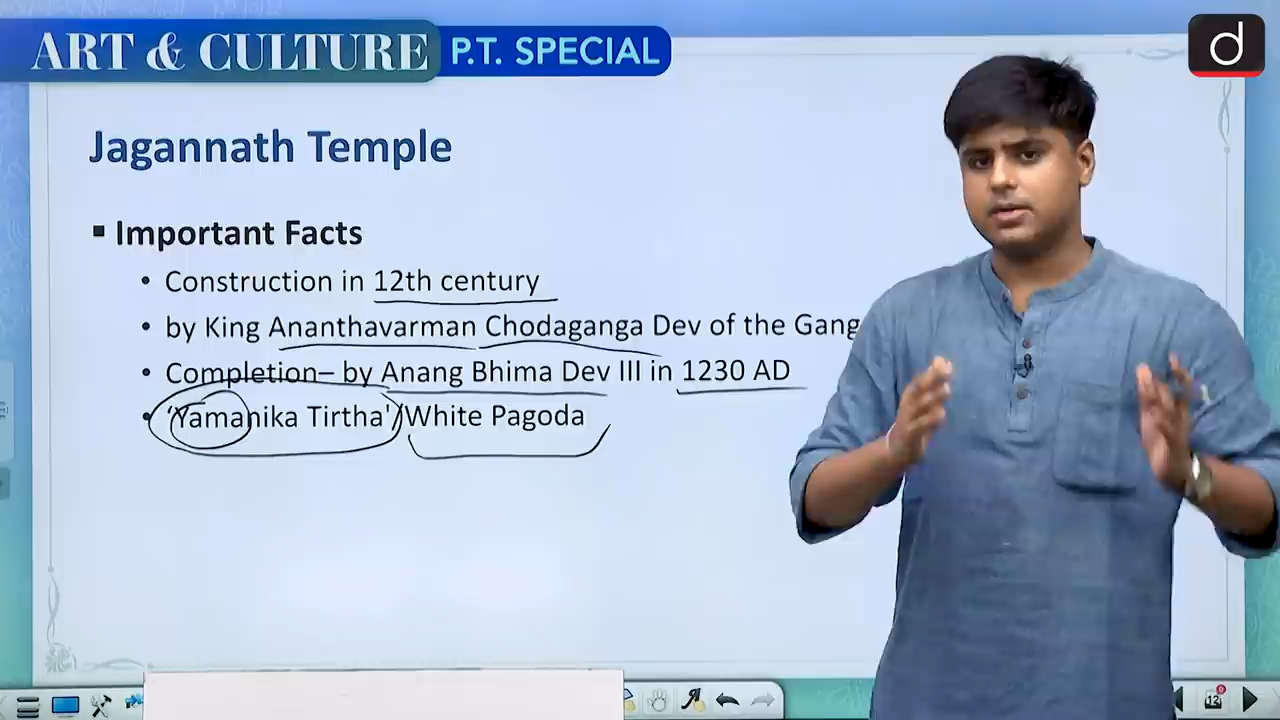 ART & CULTURE P.T. SPECIAL
d
Jagannath Temple
▪ Important Facts
• Construction in 12th century
• by King Ananthavarman Chodaganga Dev of the Gang
• Completion– by Anang Bhima Dev III in 1230 AD
• 'Yamanika Tirtha'/White Pagoda
12